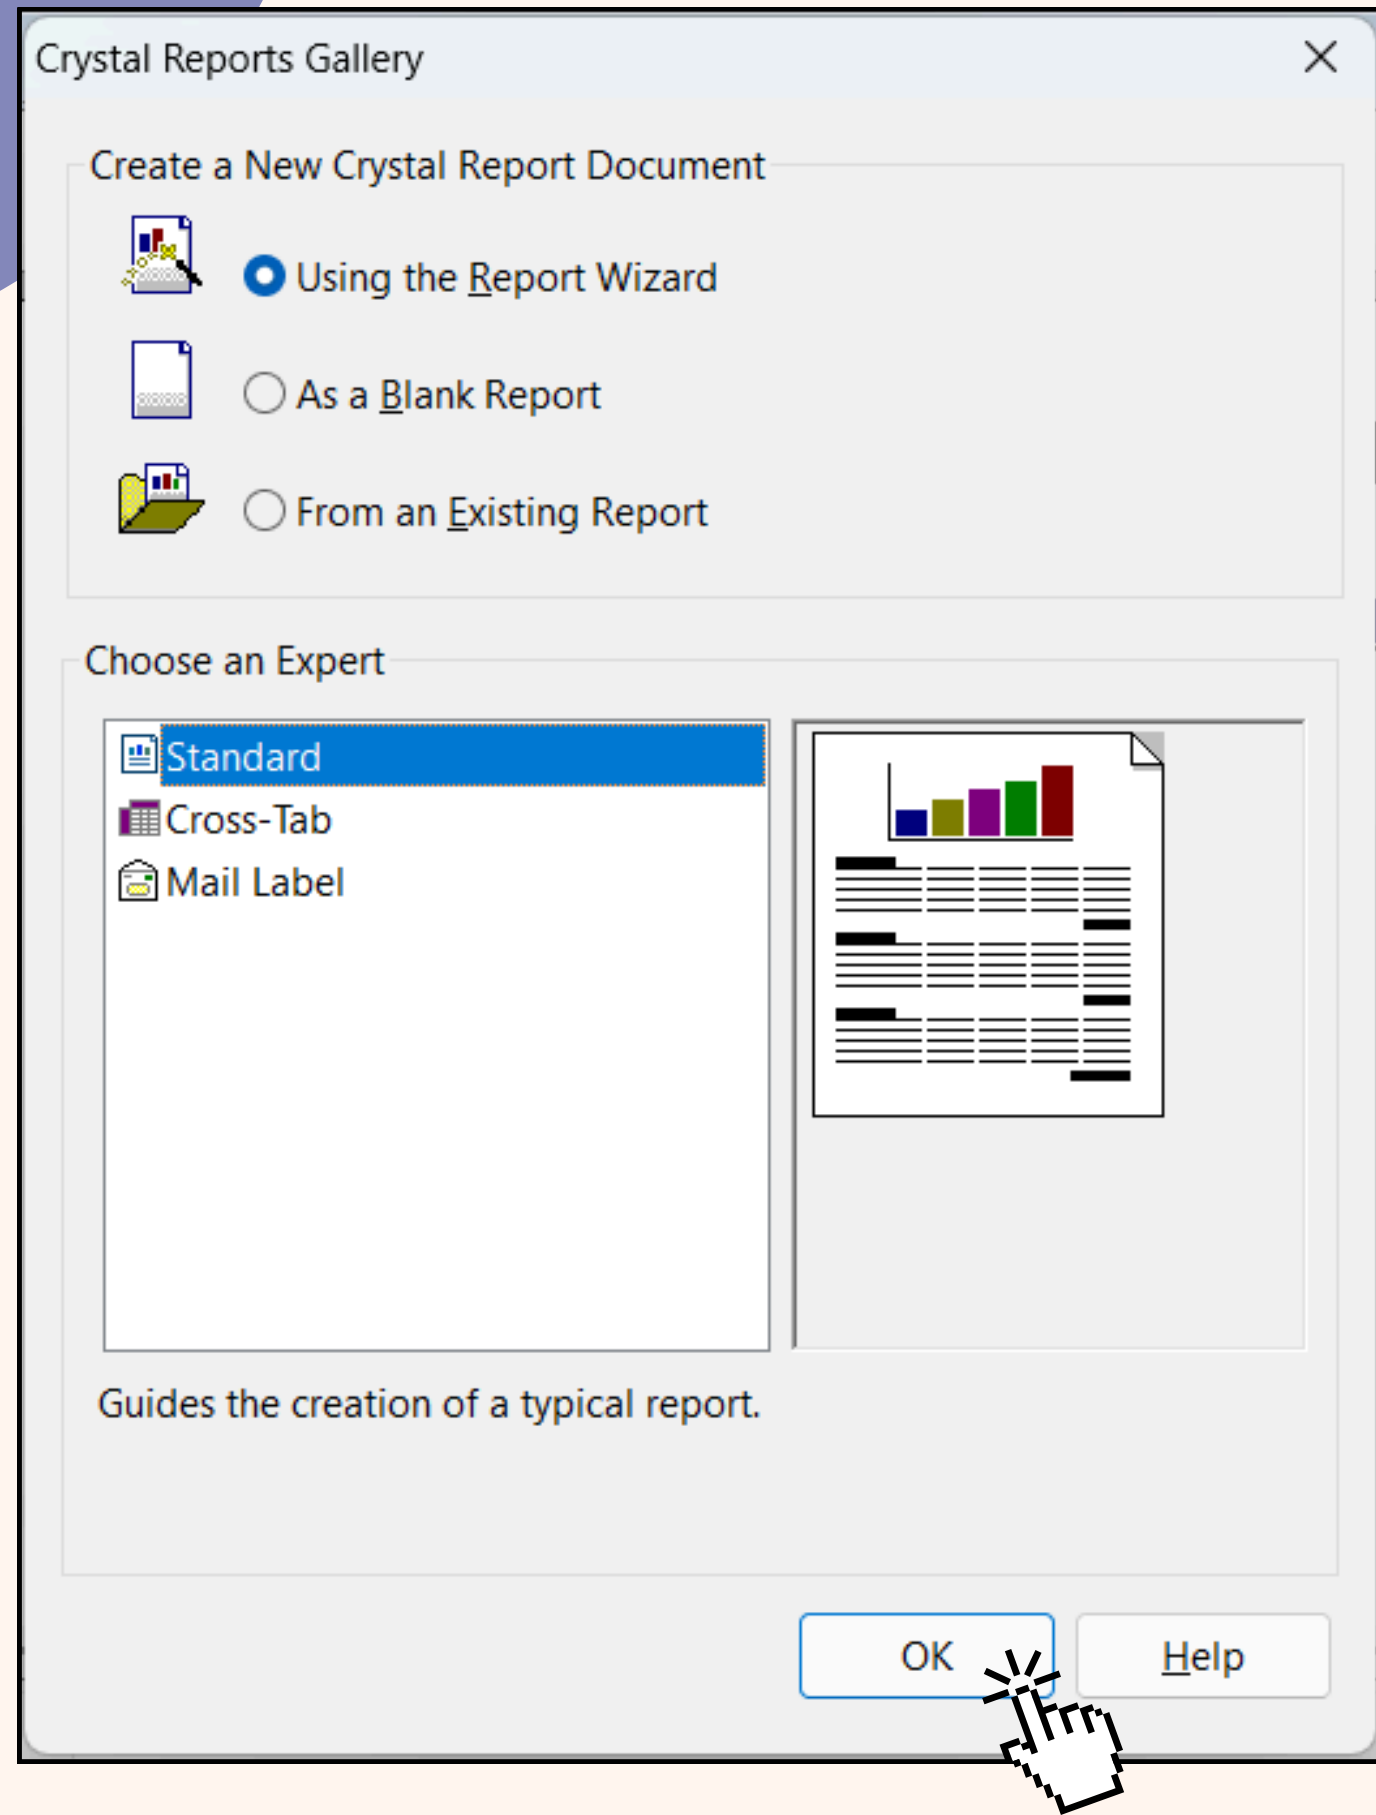 Crystal Reports Gallery
Create a New Crystal Report Document
Using the Report Wizard
As a Blank Report
From an Existing Report
Choose an Expert
Standard
Cross-Tab
Mail Label
Guides the creation of a typical report.
OK
Help